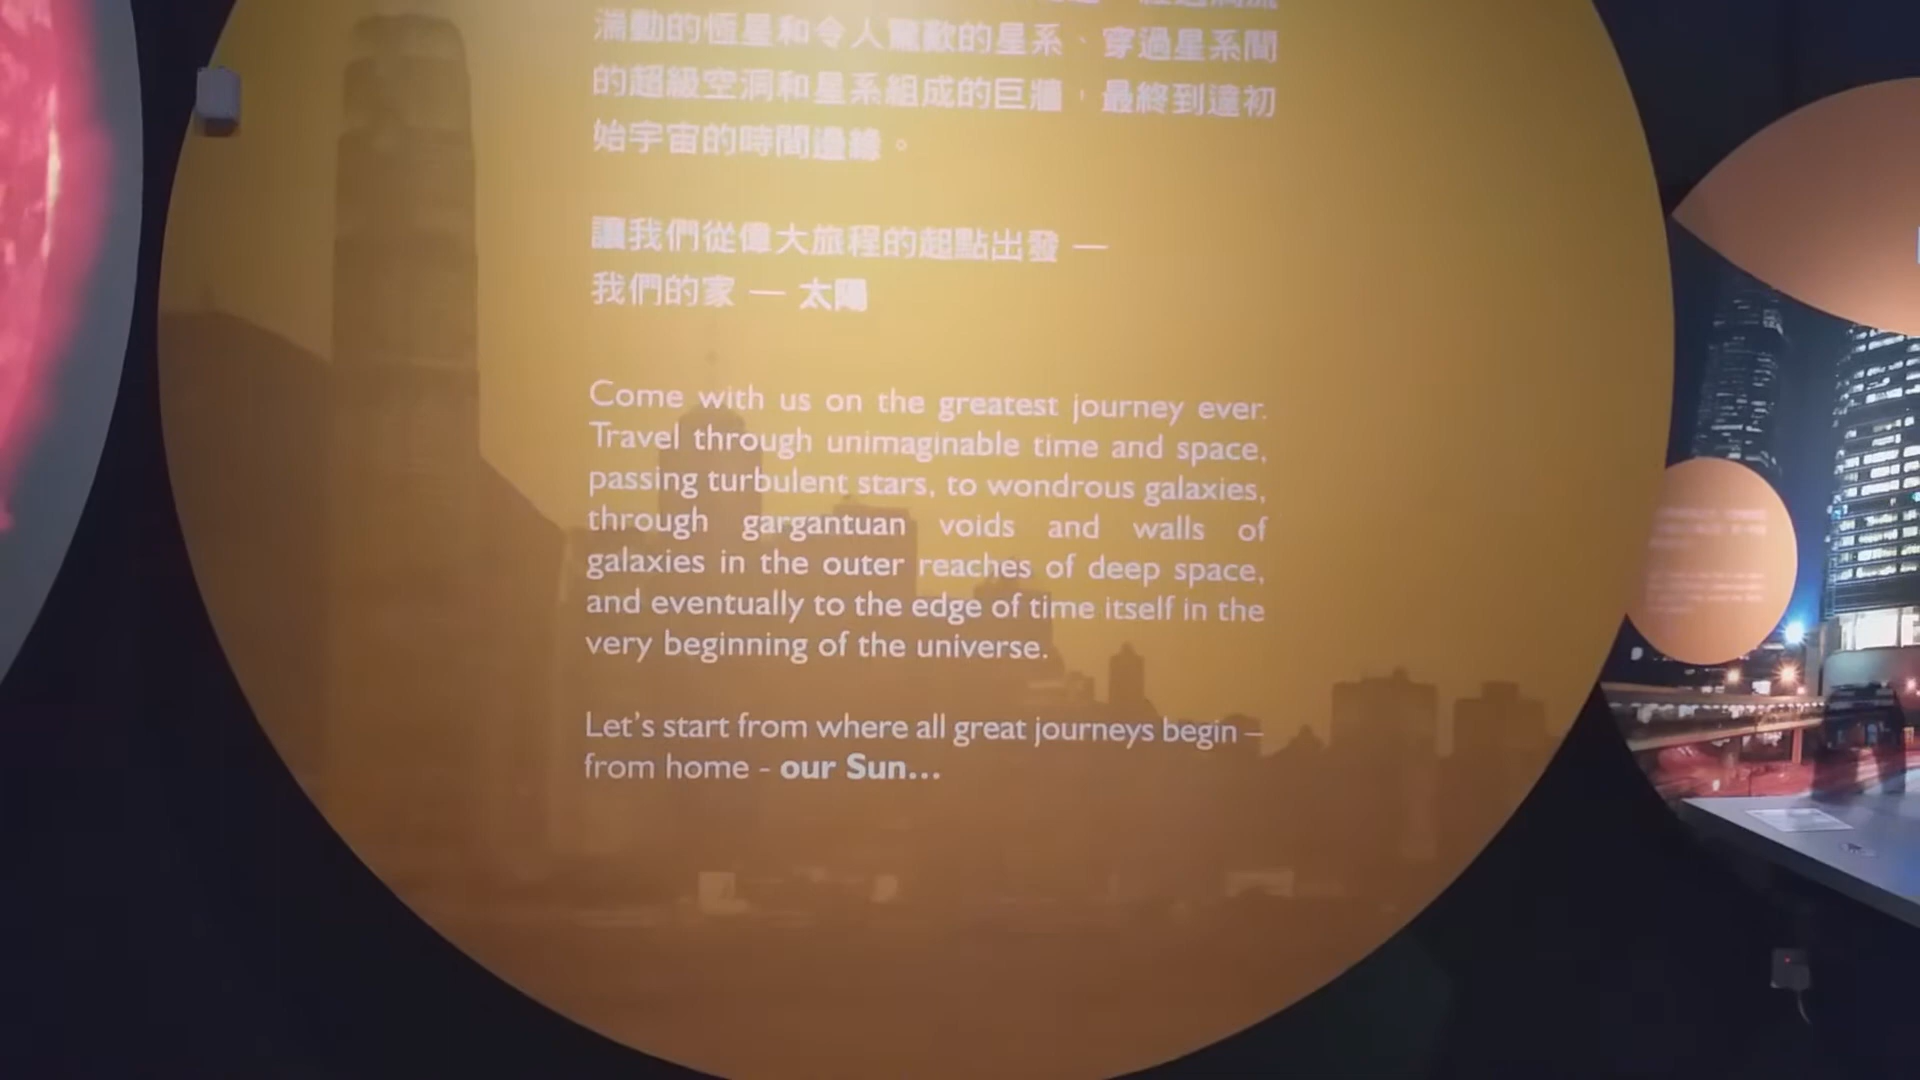 湍動的恆星和令人驚歎的星系、穿過星系間
的超級空洞和星系組成的巨牆,最終到達初
始宇宙的時間邊緣。
讓我們從偉大旅程的起點出發 —
我們的家 — 太陽
Come with us on the greatest journey ever.
Travel through unimaginable time and space,
passing turbulent stars, to wondrous galaxies,
through gargantuan voids and walls of
galaxies in the outer reaches of deep space,
and eventually to the edge of time itself in the
very beginning of the universe.
Let's start from where all great journeys begin –
from home - our Sun...